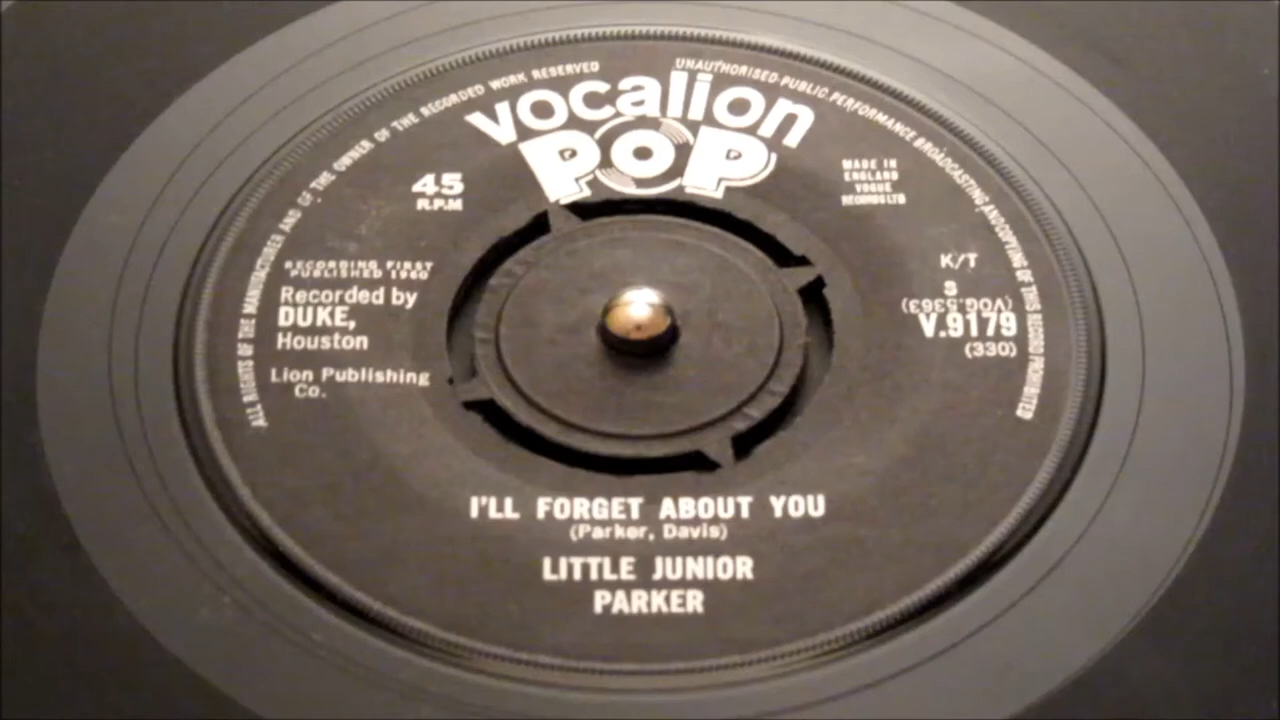 ALL RIGHTS OF THE MANUFACTURER AND OF THE OWNER OF THE RECORDED WORK RESERVED
UNAUTHORISED PUBLIC PERFORMANCE BROADCASTING AND COPYING OF THIS RECORD PROHIBITED
vocalion
POP
45
R.P.M
MADE IN
ENGLAND
VOGUE
RECORDS LTD
RECORDING FIRST
PUBLISHED 1960
Recorded by
DUKE,
Houston
Lion Publishing
Co.
K/T
S
(VOG.5363)
V.9179
(330)
I'LL FORGET ABOUT YOU
(Parker, Davis)
LITTLE JUNIOR
PARKER